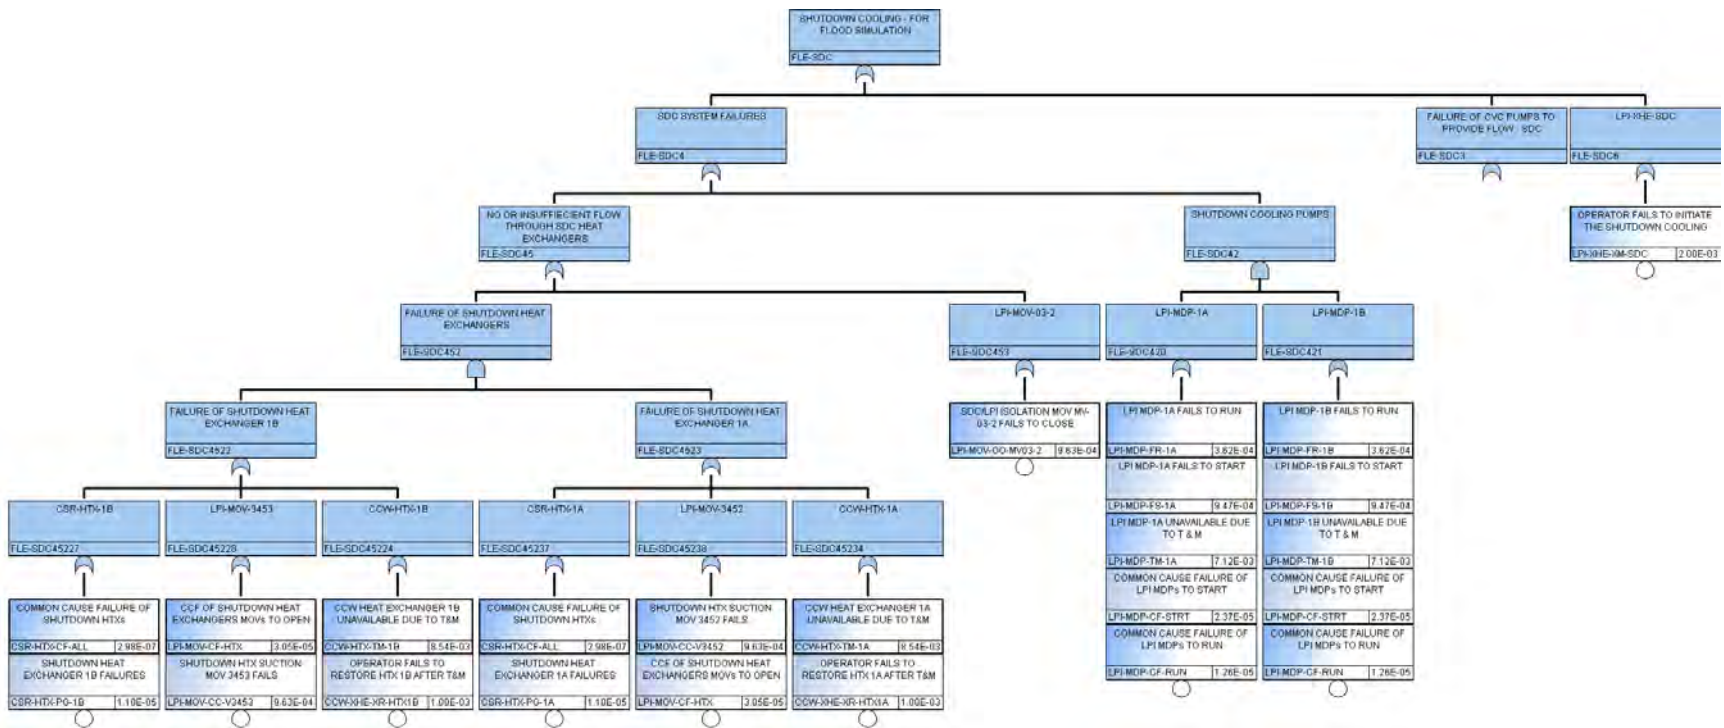 SHUTDOWN COOLING - FOR
FLOOD SIMULATION
FLE-SDC
SDC SYSTEM FAILURES
FLE-SDC4
FAILURE OF CVC PUMPS TO
PROVIDE FLOW - SDC
FLE-SDC3
LPI-XHE-SDC
FLE-SDC6
NO OR INSUFFIECIENT FLOW
THROUGH SDC HEAT
EXCHANGERS
FLE-SDC45
SHUTDOWN COOLING PUMPS
FLE-SDC42
OPERATOR FAILS TO INITIATE
THE SHUTDOWN COOLING
LPI-XHE-XM-SDC 2.00E-03
FAILURE OF SHUTDOWN HEAT
EXCHANGERS
FLE-SDC452
LPI-MOV-03-2
FLE-SDC453
LPI-MDP-1A
FLE-SDC420
LPI-MDP-1B
FLE-SDC421
FAILURE OF SHUTDOWN HEAT
EXCHANGER 1B
FLE-SDC4522
FAILURE OF SHUTDOWN HEAT
EXCHANGER 1A
FLE-SDC4523
SDC/LPI ISOLATION MOV MV-
03-2 FAILS TO CLOSE
LPI-MOV-OO-MV03-2 9.63E-04
LPI MDP-1A FAILS TO RUN
LPI-MDP-FR-1A 3.62E-04
LPI MDP-1A FAILS TO START
LPI-MDP-FS-1A 9.47E-04
LPI MDP-1A UNAVAILABLE DUE
TO T & M
LPI-MDP-TM-1A 7.12E-03
COMMON CAUSE FAILURE OF
LPI MDPs TO START
LPI-MDP-CF-STRT 2.37E-05
COMMON CAUSE FAILURE OF
LPI MDPs TO RUN
LPI-MDP-CF-RUN 1.26E-05
LPI MDP-1B FAILS TO RUN
LPI-MDP-FR-1B 3.62E-04
LPI MDP-1B FAILS TO START
LPI-MDP-FS-1B 9.47E-04
LPI MDP-1B UNAVAILABLE DUE
TO T & M
LPI-MDP-TM-1B 7.12E-03
COMMON CAUSE FAILURE OF
LPI MDPs TO START
LPI-MDP-CF-STRT 2.37E-05
COMMON CAUSE FAILURE OF
LPI MDPs TO RUN
LPI-MDP-CF-RUN 1.26E-05
CSR-HTX-1B
FLE-SDC45227
LPI-MOV-3453
FLE-SDC45228
CCW-HTX-1B
FLE-SDC45224
CSR-HTX-1A
FLE-SDC45237
LPI-MOV-3452
FLE-SDC45238
CCW-HTX-1A
FLE-SDC45234
COMMON CAUSE FAILURE OF
SHUTDOWN HTXs
CSR-HTX-CF-ALL 2.98E-07
SHUTDOWN HEAT
EXCHANGER 1B FAILURES
CSR-HTX-PG-1B 1.10E-05
CCF OF SHUTDOWN HEAT
EXCHANGERS MOVs TO OPEN
LPI-MOV-CF-HTX 3.05E-05
SHUTDOWN HTX SUCTION
MOV 3453 FAILS
LPI-MOV-CC-V3453 9.63E-04
CCW HEAT EXCHANGER 1B
UNAVAILABLE DUE TO T&M
CCW-HTX-TM-1B 8.54E-03
OPERATOR FAILS TO
RESTORE HTX 1B AFTER T&M
CCW-XHE-XR-HTX1B 1.00E-03
COMMON CAUSE FAILURE OF
SHUTDOWN HTXs
CSR-HTX-CF-ALL 2.98E-07
SHUTDOWN HEAT
EXCHANGER 1A FAILURES
CSR-HTX-PG-1A 1.10E-05
SHUTDOWN HTX SUCTION
MOV 3452 FAILS
LPI-MOV-CC-V3452 9.63E-04
CCF OF SHUTDOWN HEAT
EXCHANGERS MOVs TO OPEN
LPI-MOV-CF-HTX 3.05E-05
CCW HEAT EXCHANGER 1A
UNAVAILABLE DUE TO T&M
CCW-HTX-TM-1A 8.54E-03
OPERATOR FAILS TO
RESTORE HTX 1A AFTER T&M
CCW-XHE-XR-HTX1A 1.00E-03